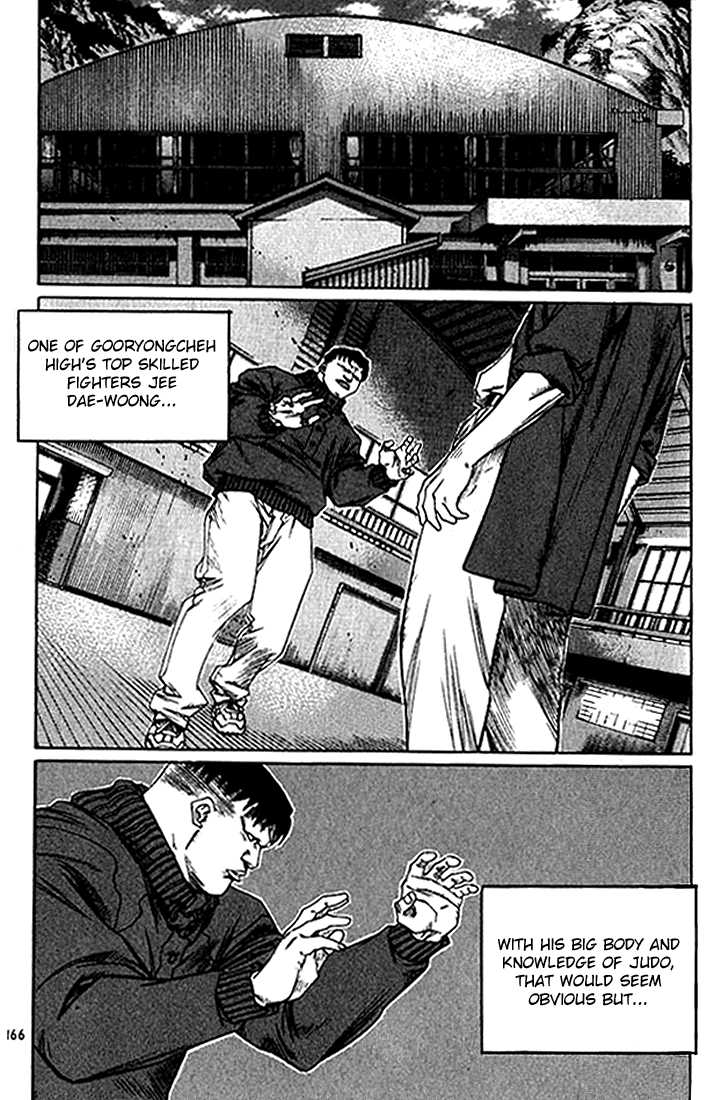 ONE OF GOORYONGCHEH
HIGH'S TOP SKILLED
FIGHTERS JEE
DAE-WOONG...
WITH HIS BIG BODY AND
KNOWLEDGE OF JUDO,
THAT WOULD SEEM
OBVIOUS BUT...
166